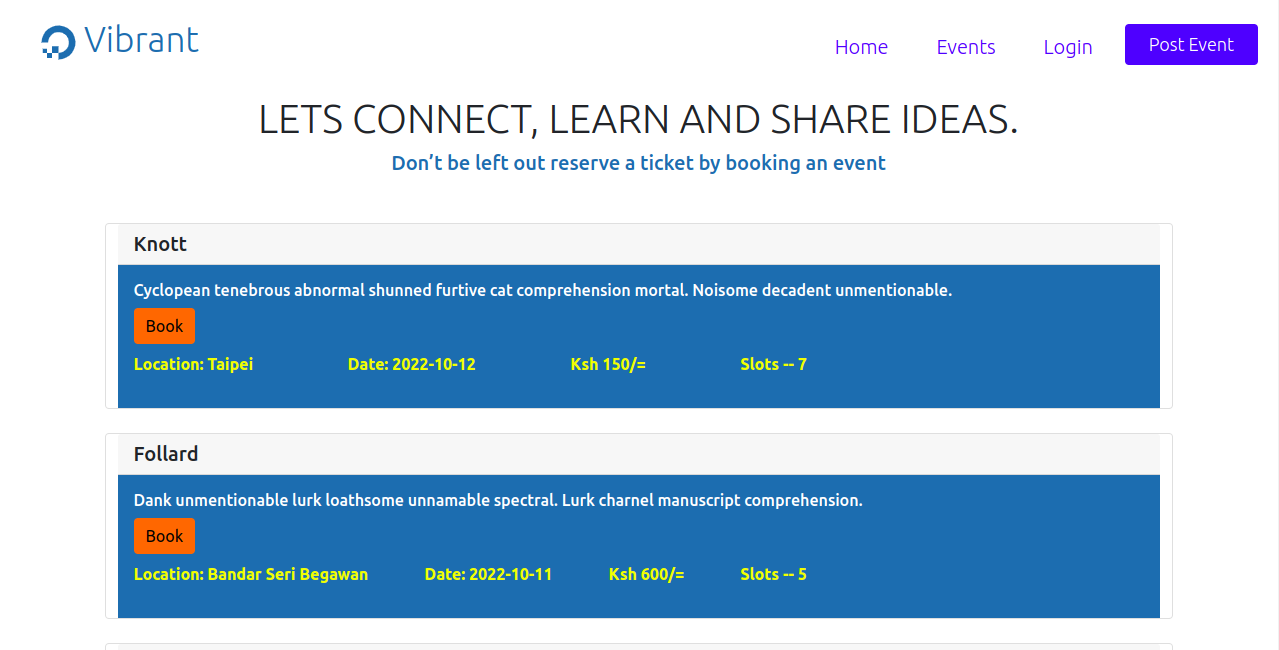 Vibrant
Home Events Login Post Event
LETS CONNECT, LEARN AND SHARE IDEAS.
Don’t be left out reserve a ticket by booking an event
Knott
Cyclopean tenebrous abnormal shunned furtive cat comprehension mortal. Noisome decadent unmentionable.
Book
Location: Taipei Date: 2022-10-12 Ksh 150/= Slots -- 7
Follard
Dank unmentionable lurk loathsome unnamable spectral. Lurk charnel manuscript comprehension.
Book
Location: Bandar Seri Begawan Date: 2022-10-11 Ksh 600/= Slots -- 5